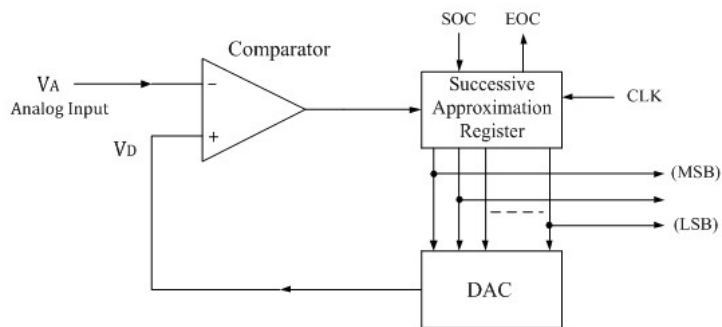 SOC
EOC
Comparator
VA
Analog Input
−
+
VD
Successive
Approximation
Register
CLK
(MSB)
(LSB)
DAC